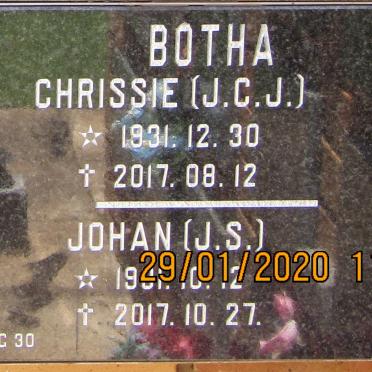 BOTHA
CHRISSIE (J.C.J.)
☆ 1931. 12. 30
† 2017. 08. 12
JOHAN (J.S.)
29/01/2020
† 2017. 10. 27.
C 30